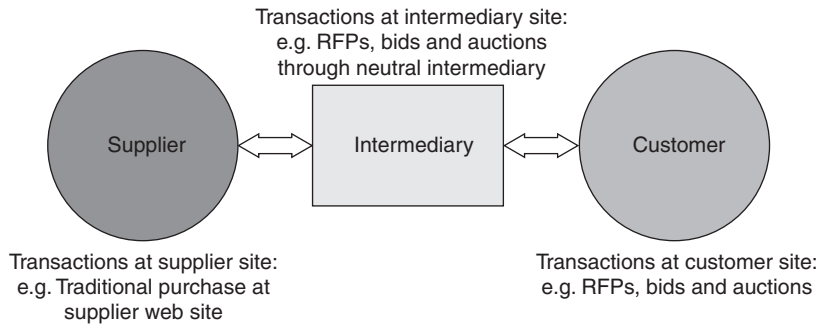 Transactions at intermediary site:
e.g. RFPs, bids and auctions
through neutral intermediary
Supplier
Intermediary
Customer
Transactions at supplier site:
e.g. Traditional purchase at
supplier web site
Transactions at customer site:
e.g. RFPs, bids and auctions